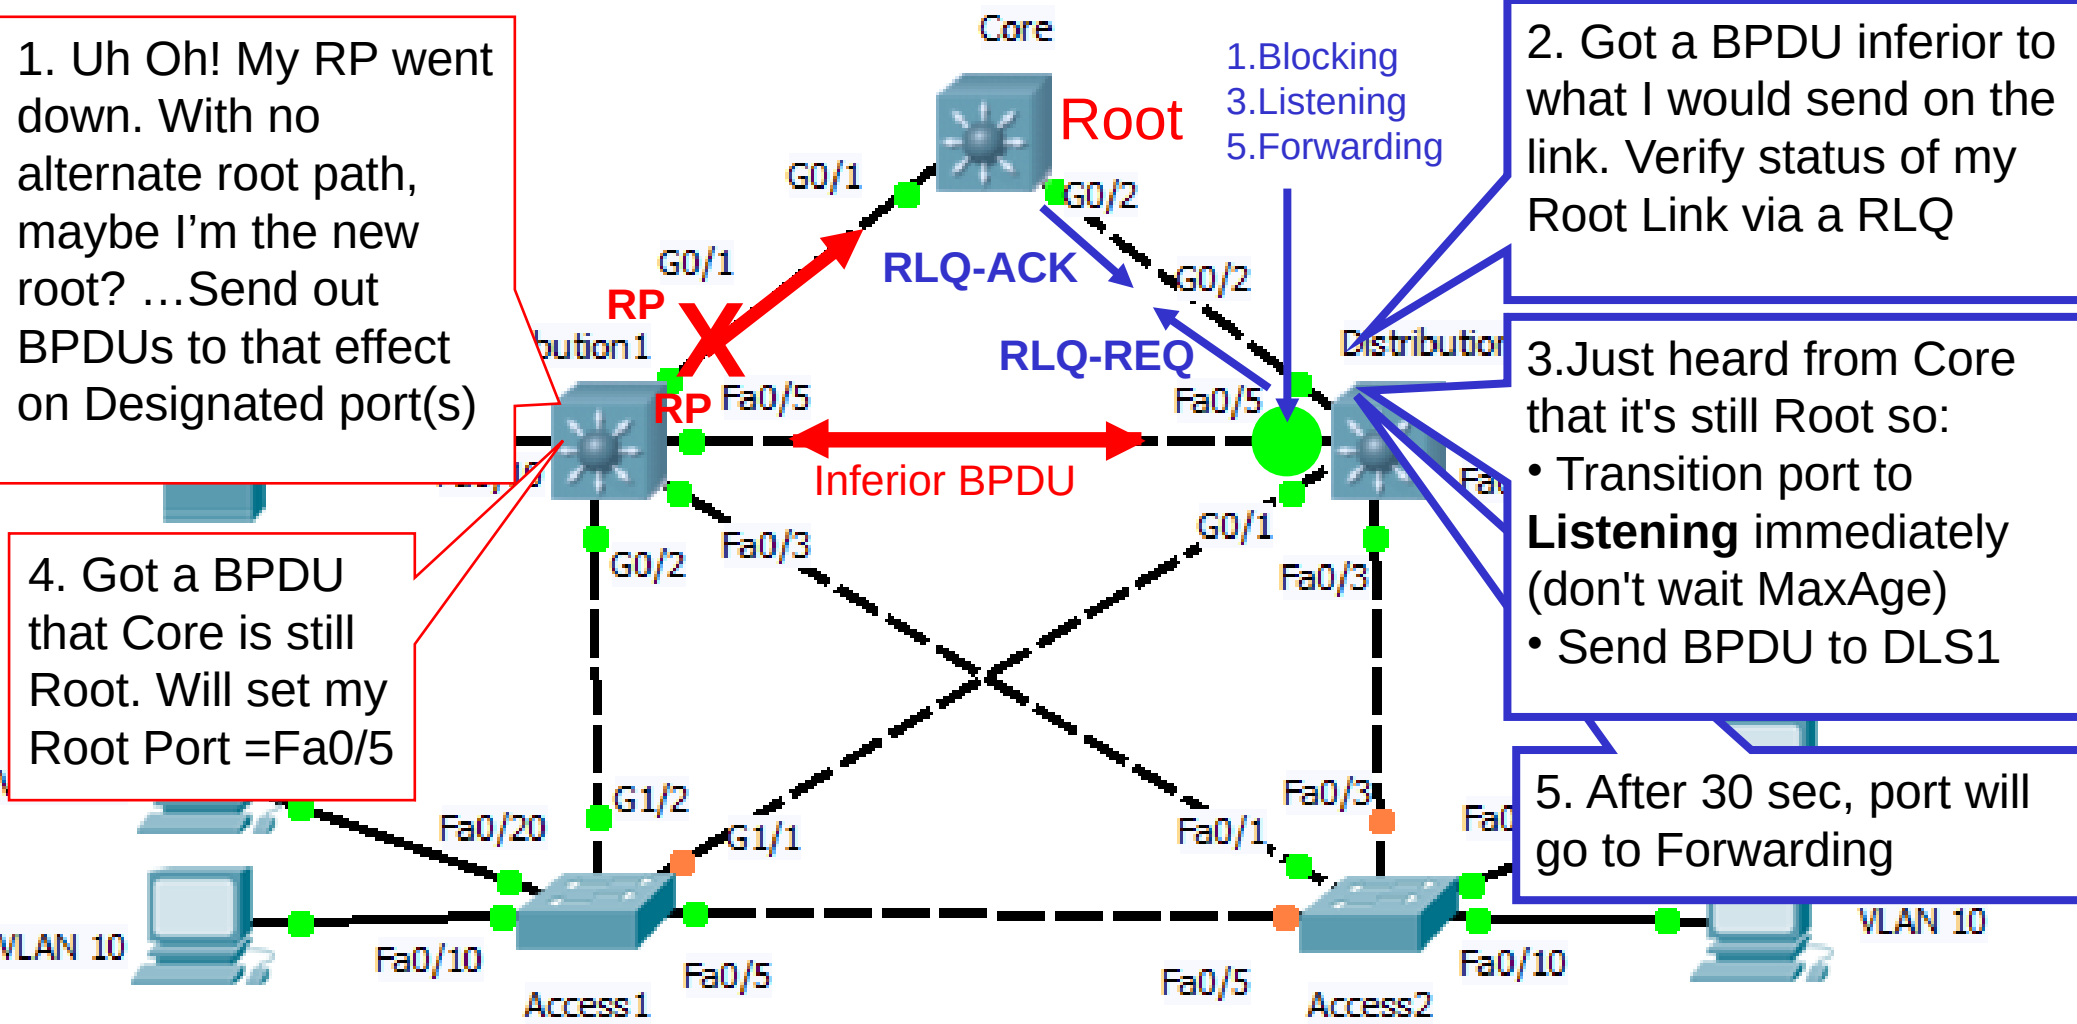 Core
1. Uh Oh! My RP went
down. With no
alternate root path,
maybe I'm the new
root? …Send out
BPDUs to that effect
on Designated port(s)
1.Blocking
3.Listening
5.Forwarding
2. Got a BPDU inferior to
what I would send on the
link. Verify status of my
Root Link via a RLQ
Root
G0/1
G0/2
G0/1
RLQ-ACK
G0/2
RP
X
bution1
RLQ-REQ
Distribution
3.Just heard from Core
that it's still Root so:
• Transition port to
Listening immediately
(don't wait MaxAge)
• Send BPDU to DLS1
RP
Fa0/5
Fa0/5
Inferior BPDU
G0/2
Fa0/3
G0/1
Fa0/3
4. Got a BPDU
that Core is still
Root. Will set my
Root Port =Fa0/5
G1/2
Fa0/3
5. After 30 sec, port will
go to Forwarding
Fa0/20
G1/1
Fa0/1
Fa0
VLAN 10
Fa0/10
Fa0/5
Fa0/5
Fa0/10
VLAN 10
Access1
Access2